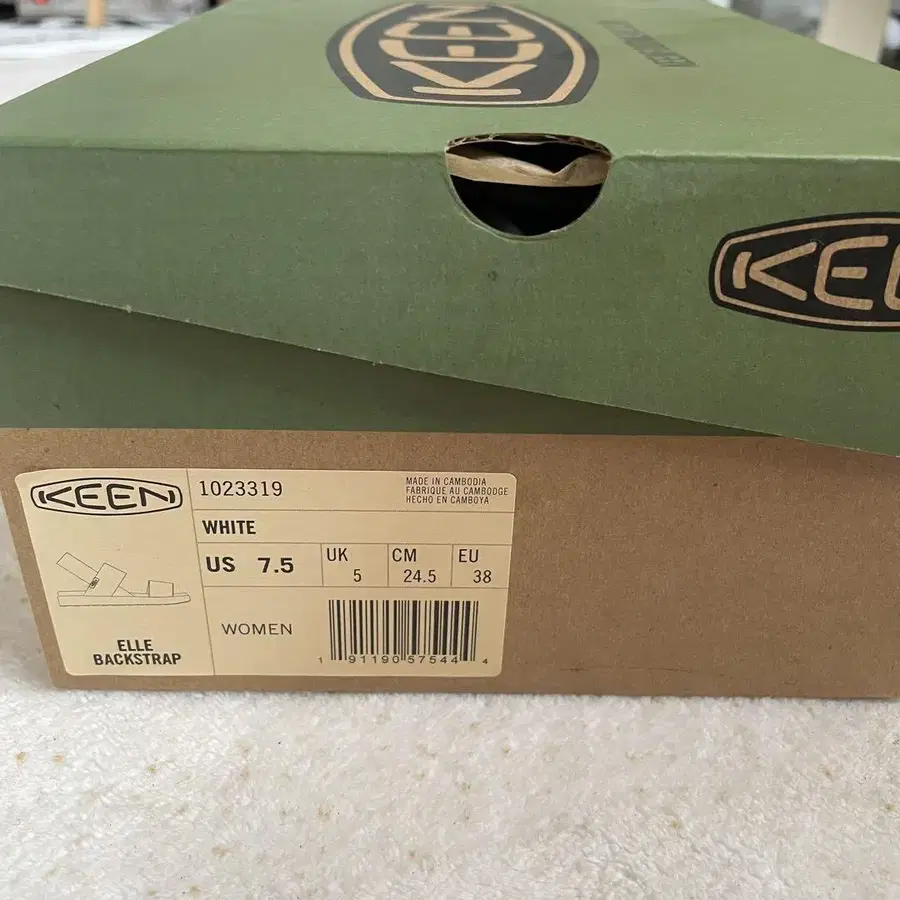 KEEN
KEE
KEEN
1023319
MADE IN CAMBODIA
FABRIQUE AU CAMBODGE
HECHO EN CAMBOYA
WHITE
US 7.5
UK
5
CM
24.5
EU
38
ELLE
BACKSTRAP
WOMEN
1 91190 57544 4